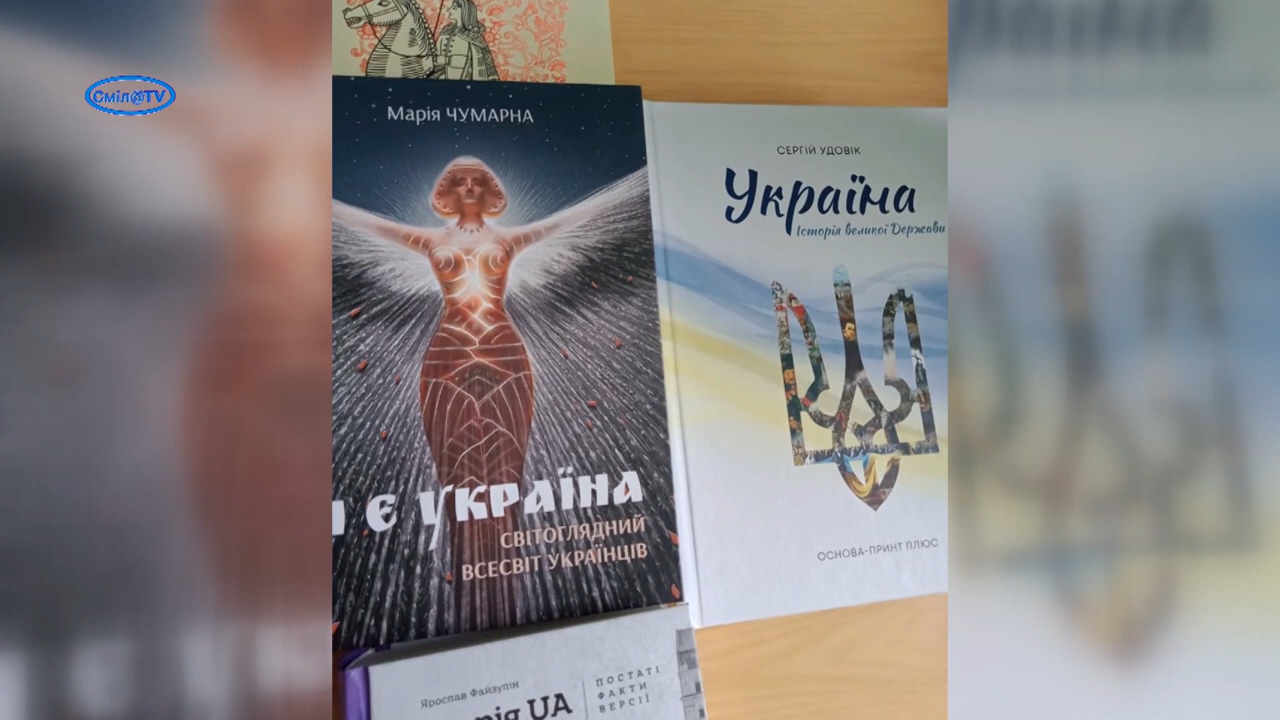 Сміл@TV
Марія ЧУМАРНА
Є УКРАЇНА
СВІТОГЛЯДНИЙ
ВСЕСВІТ УКРАЇНЦІВ
СЕРГІЙ УДОВІК
Україна
Історія великої Держави
ОСНОВА-ПРИНТ ПЛЮС
Ярослав Файзулін
UA
ПОСТАТІ
ФАКТИ
ВЕРСІЇ